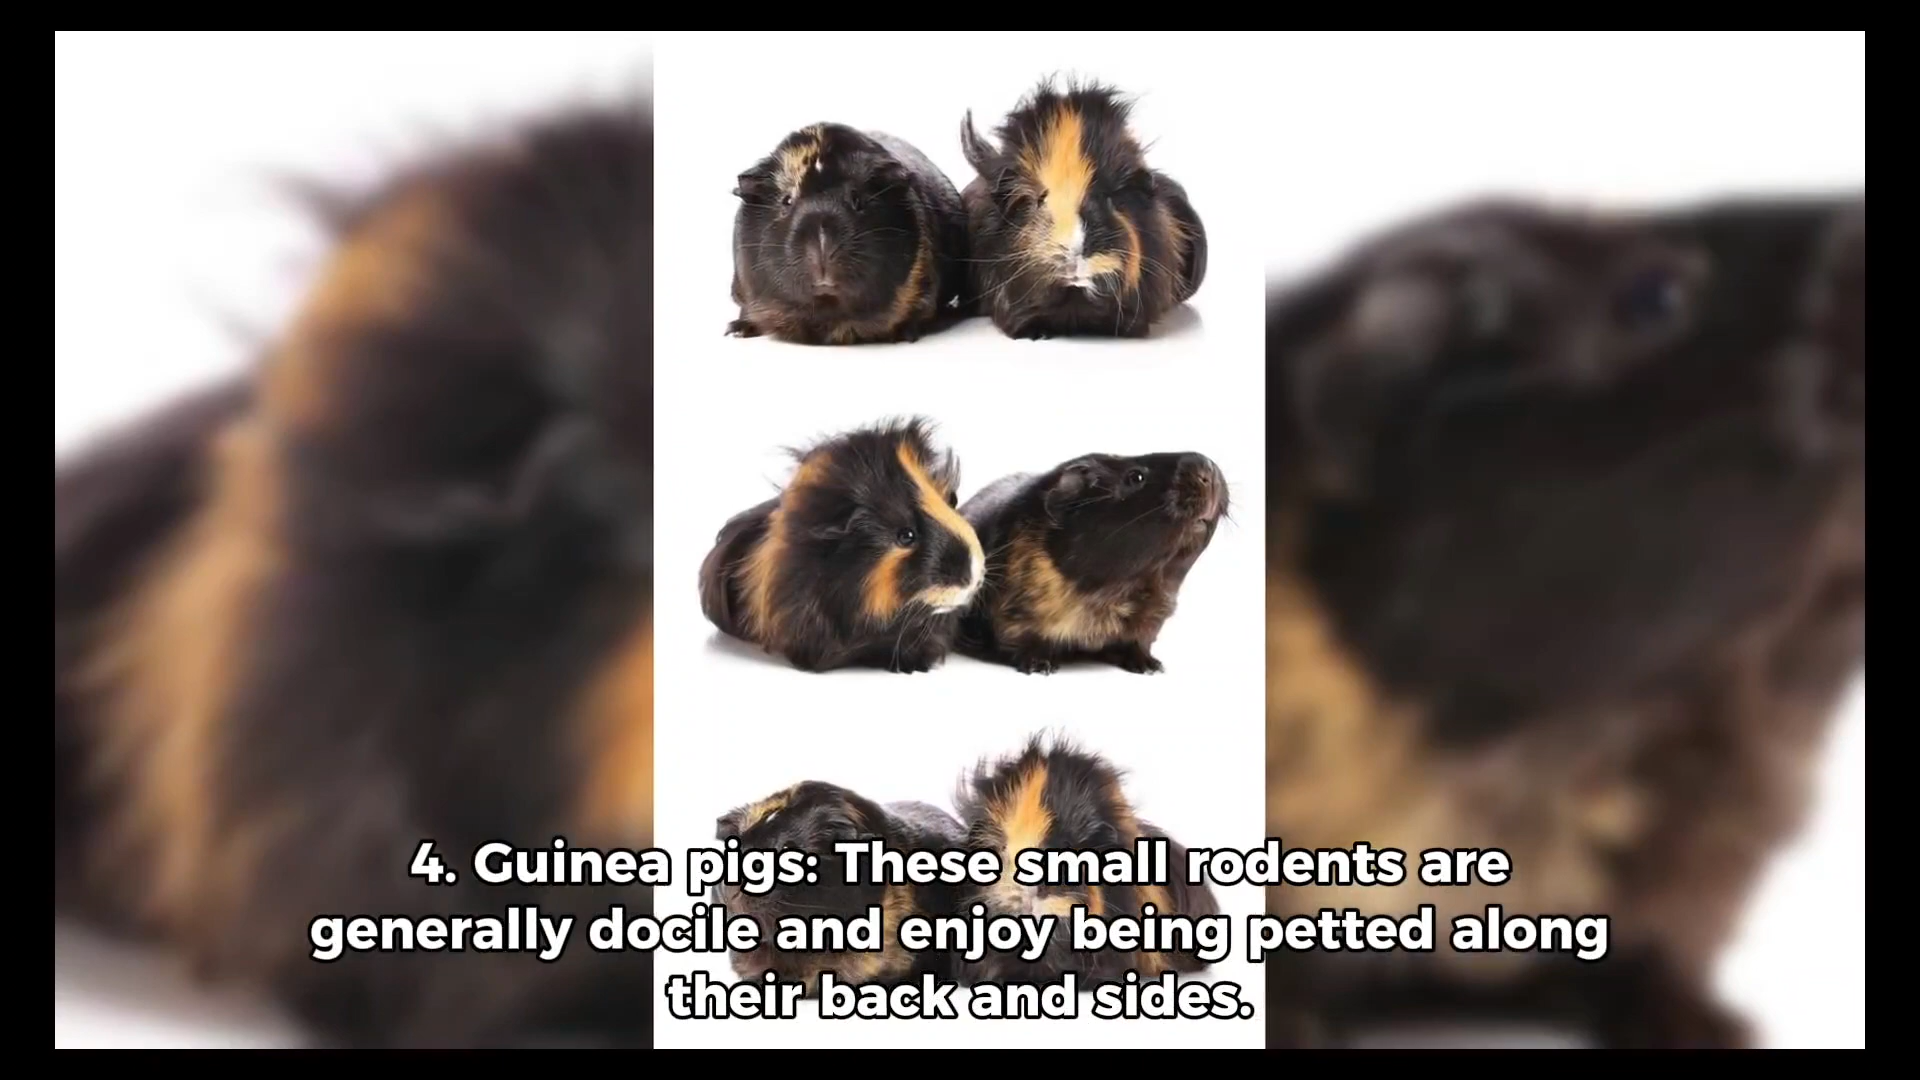 4. Guinea pigs: These small rodents are
generally docile and enjoy being petted along
their back and sides.